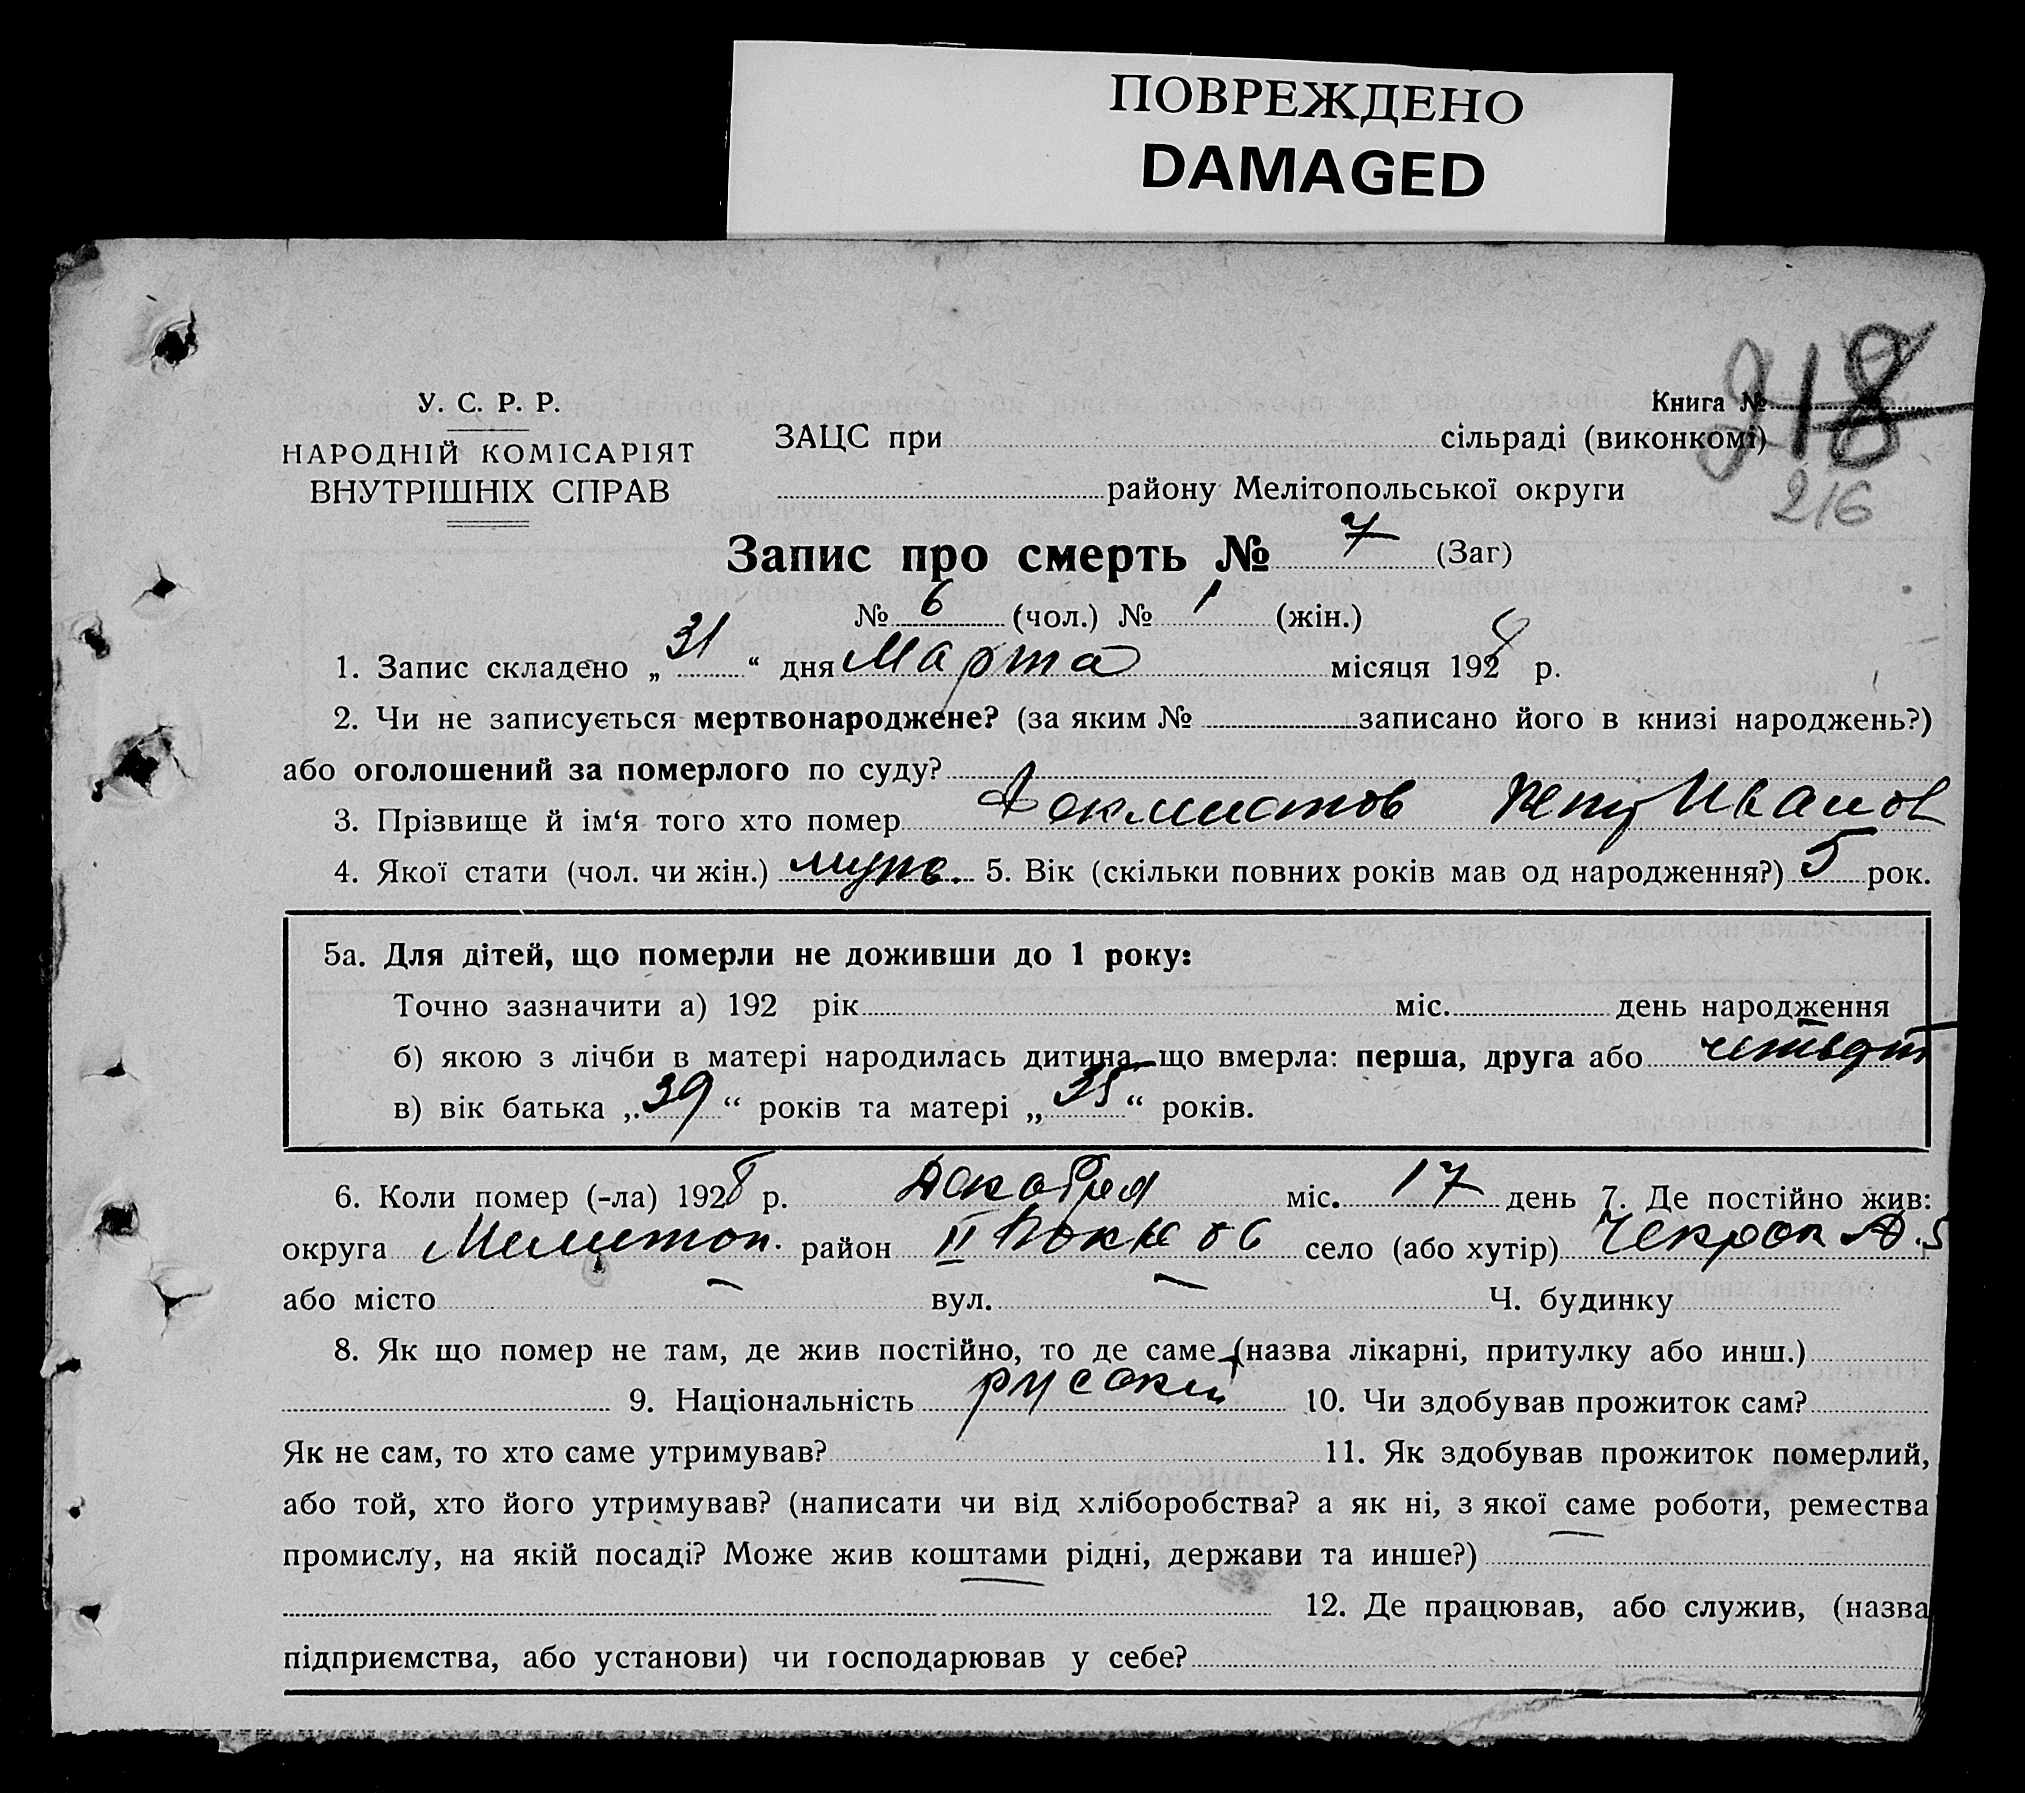 ПОВРЕЖДЕНО
DAMAGED
У. С. Р. Р.
НАРОДНІЙ КОМІСАРІЯТ
ВНУТРІШНІХ СПРАВ
Книга №
ЗАЦС при сільраді (виконкомі)
району Мелітопольської округи
216
Запис про смерть № 7 (Заг)
№ 6 (чол.) № 1 (жін.)
1. Запис складено „ 31 “ дня Марта місяця 1928 р.
2. Чи не записується мертвонароджене? (за яким № записано його в книзі народжень?)
або оголошений за померлого по суду?
3. Прізвище й ім‘я того хто помер Иванов
4. Якої стати (чол. чи жін.) мужс. 5. Вік (скільки повних років мав од народження?) 5 рок.
5а. Для дітей, що померли не доживши до 1 року:
Точно зазначити а) 192 рік міс. день народження
б) якою з лічби в матері народилась дитина, що вмерла: перша, друга або
в) вік батька „ 39 “ років та матері „ 35 “ років.
6. Коли помер (-ла) 1928 р. Декабря міс. 17 день 7. Де постійно жив:
округа Мелитоп. район II село (або хутір) Чекрак
або місто — вул. — Ч. будинку
8. Як що помер не там, де жив постійно, то де саме (назва лікарні, притулку або инш.)
9. Національність русский 10. Чи здобував прожиток сам?
Як не сам, то хто саме утримував? 11. Як здобував прожиток померлий,
або той, хто його утримував? (написати чи від хліборобства? а як ні, з якої саме роботи, ремества
промислу, на якій посаді? Може жив коштами рідні, держави та инше?)
12. Де працював, або служив, (назва
підприємства, або установи) чи господарював у себе?